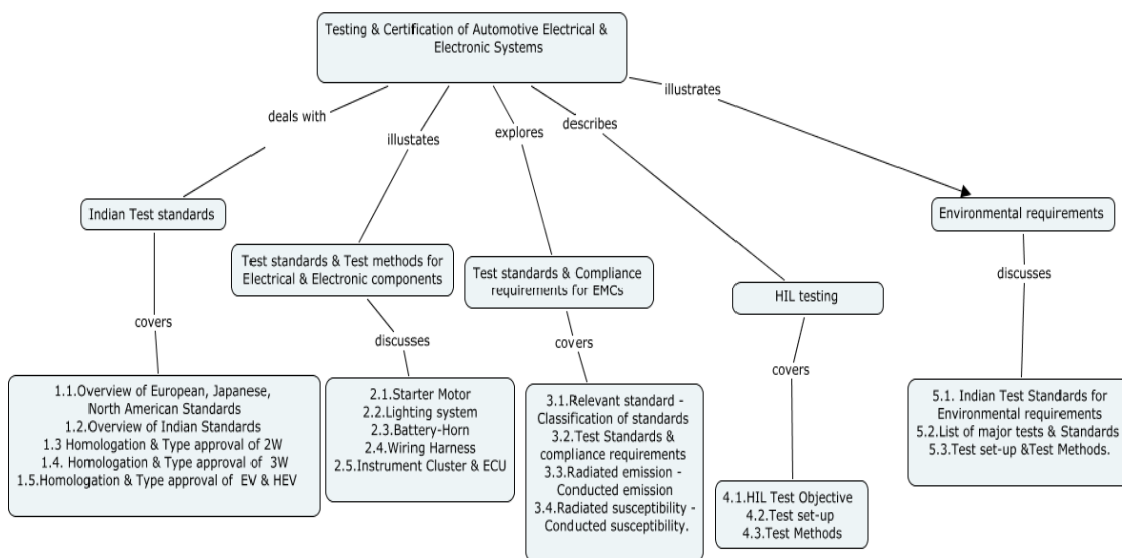 Testing & Certification of Automotive Electrical &
Electronic Systems
deals with
illustates
explores
describes
illustrates
Indian Test standards
Test standards & Test methods for
Electrical & Electronic components
Test standards & Compliance
requirements for EMCs
HIL testing
Environmental requirements
covers
discusses
covers
covers
discusses
1.1.Overview of European, Japanese,
North American Standards
1.2.Overview of Indian Standards
1.3 Homologation & Type approval of 2W
1.4. Homologation & Type approval of 3W
1.5.Homologation & Type approval of EV & HEV
2.1.Starter Motor
2.2.Lighting system
2.3.Battery-Horn
2.4.Wiring Harness
2.5.Instrument Cluster & ECU
3.1.Relevant standard -
Classification of standards
3.2.Test Standards &
compliance requirements
3.3.Radiated emission -
Conducted emission
3.4.Radiated susceptibility -
Conducted susceptibility.
4.1.HIL Test Objective
4.2.Test set-up
4.3.Test Methods
5.1. Indian Test Standards for
Environmental requirements
5.2.List of major tests & Standards
5.3.Test set-up &Test Methods.